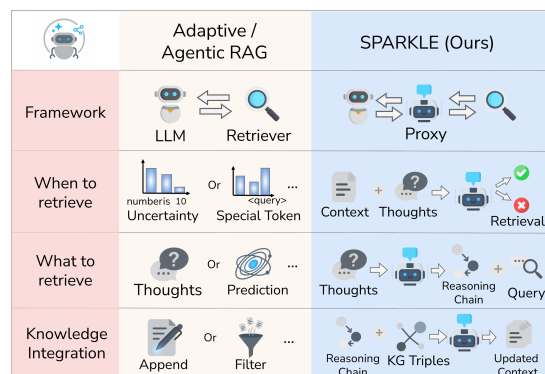 Adaptive /
Agentic RAG
SPARKLE (Ours)
Framework
LLM
Retriever
Proxy
When to
retrieve
number is 10
Uncertainty
Or
<query>
Special Token
...
Context
+
Thoughts
Retrieval
What to
retrieve
?
Thoughts
Or
Prediction
...
?
Thoughts
Reasoning
Chain
+
Query
Knowledge
Integration
Append
Or
Filter
...
Reasoning
Chain
+
KG Triples
Updated
Context